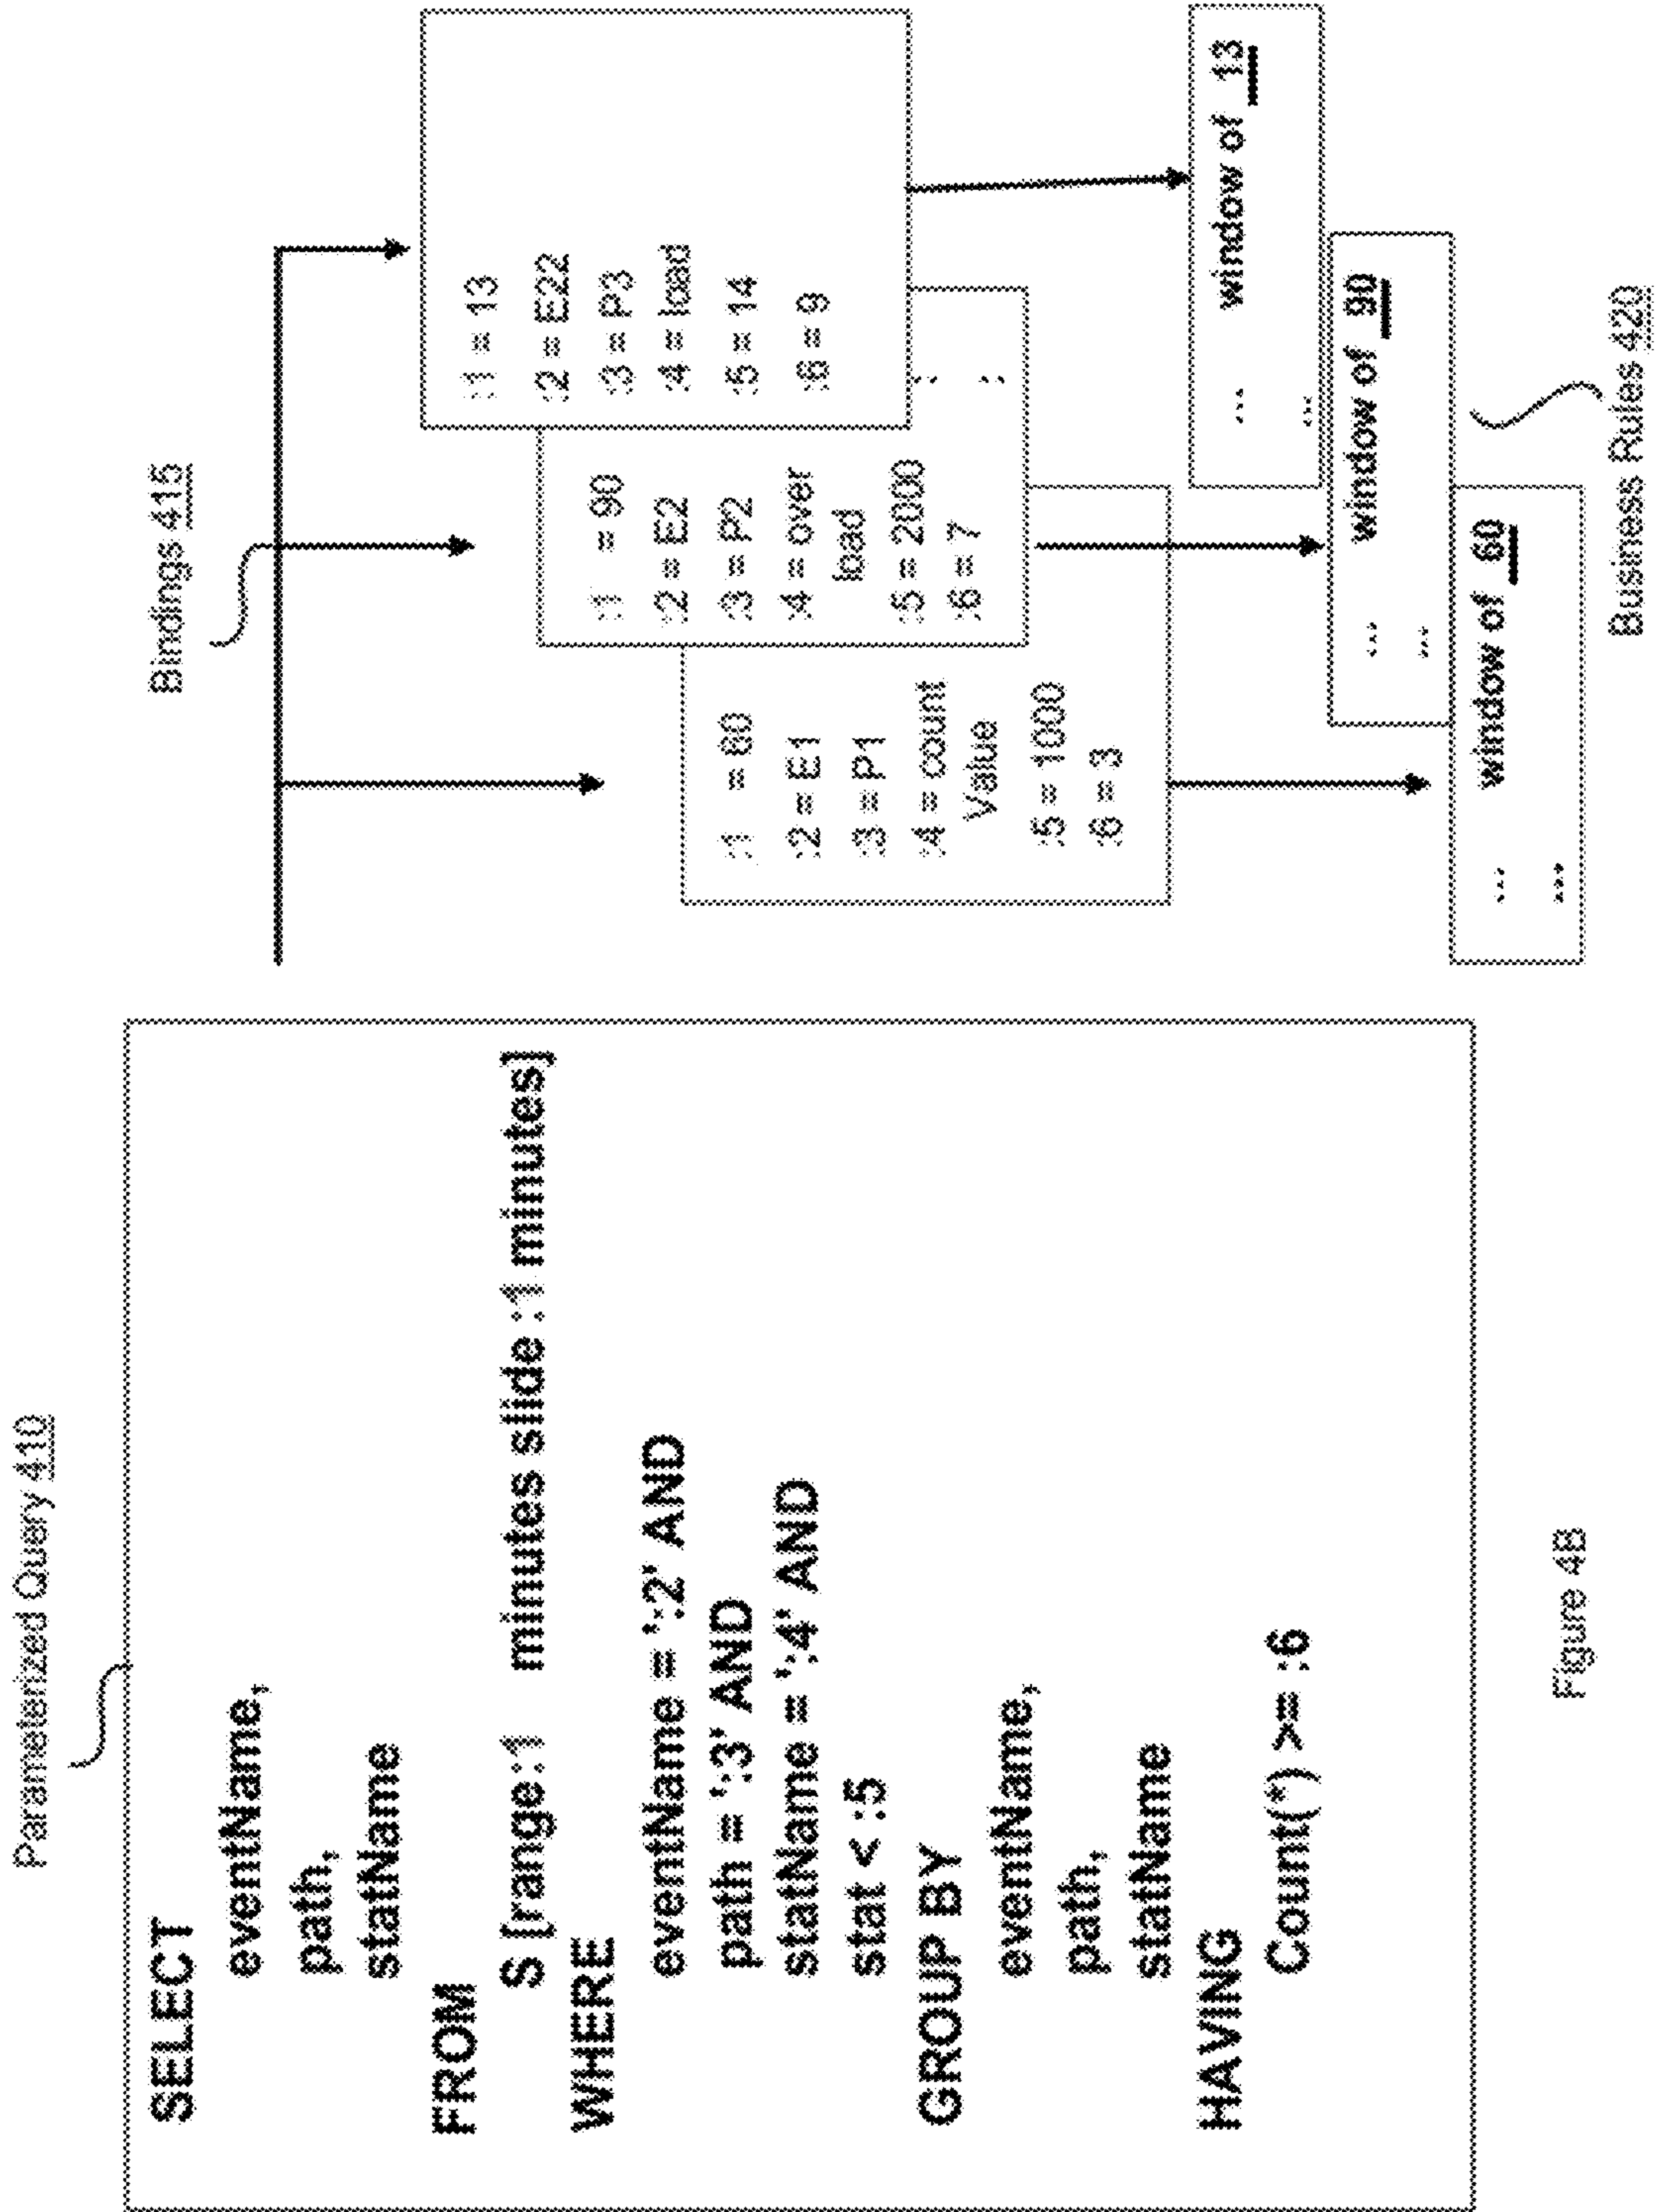 Parameterized Query 410
SELECT
eventName,
path,
statName
FROM
S [range:1 minutes slide :1 minutes]
WHERE
eventName = ':2' AND
path = ':3' AND
statName = ':4' AND
stat < :5
GROUP BY
eventName,
path,
statName
HAVING
Count(*) >= :6
Bindings 415
:1 = 60
:2 = E1
:3 = P1
:4 = count
Value
:5 = 1000
:6 = 3
:1 = 90
:2 = E2
:3 = P2
:4 = over
load
:5 = 2000
:6 = 7
:1 = 13
:2 = E22
:3 = P3
:4 = load
:5 = 14
:6 = 9
:
:
... window of 13
...
... window of 90
...
... window of 60
...
Business Rules 420
Figure 4B